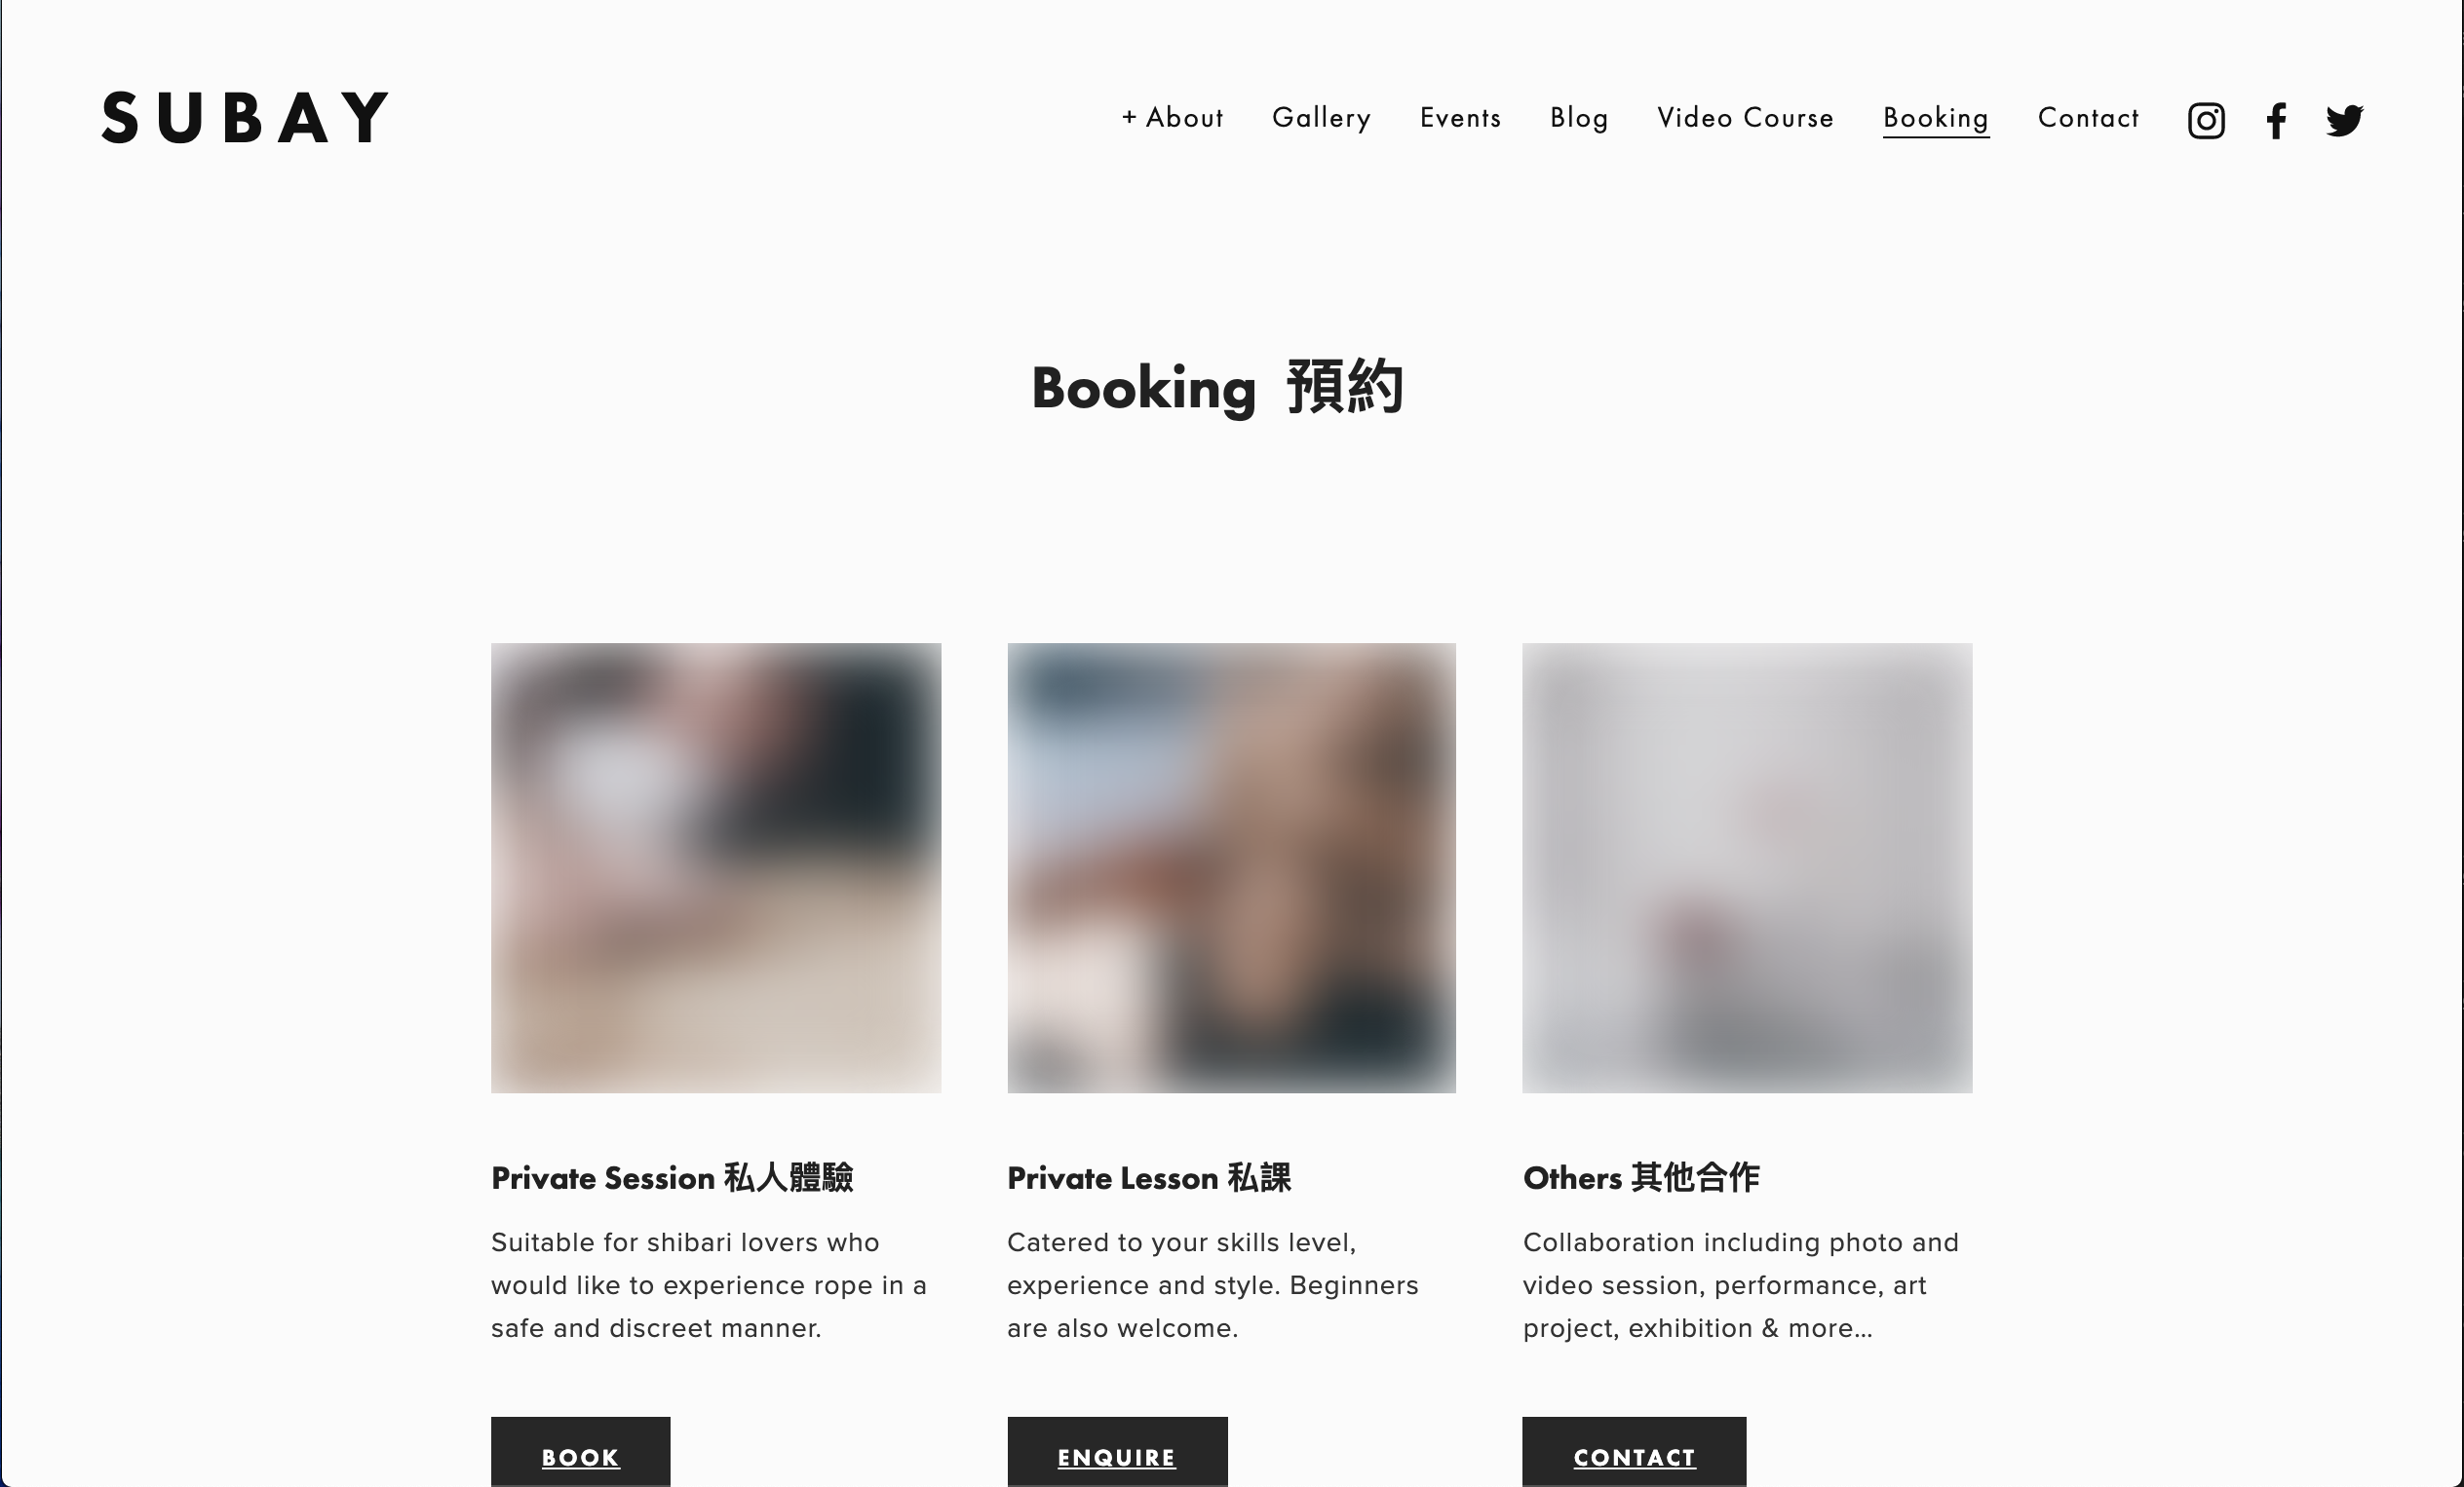 SUBAY
+ About Gallery Events Blog Video Course Booking Contact
Booking 預約
Private Session 私人體驗
Suitable for shibari lovers who
would like to experience rope in a
safe and discreet manner.
BOOK
Private Lesson 私課
Catered to your skills level,
experience and style. Beginners
are also welcome.
ENQUIRE
Others 其他合作
Collaboration including photo and
video session, performance, art
project, exhibition & more...
CONTACT